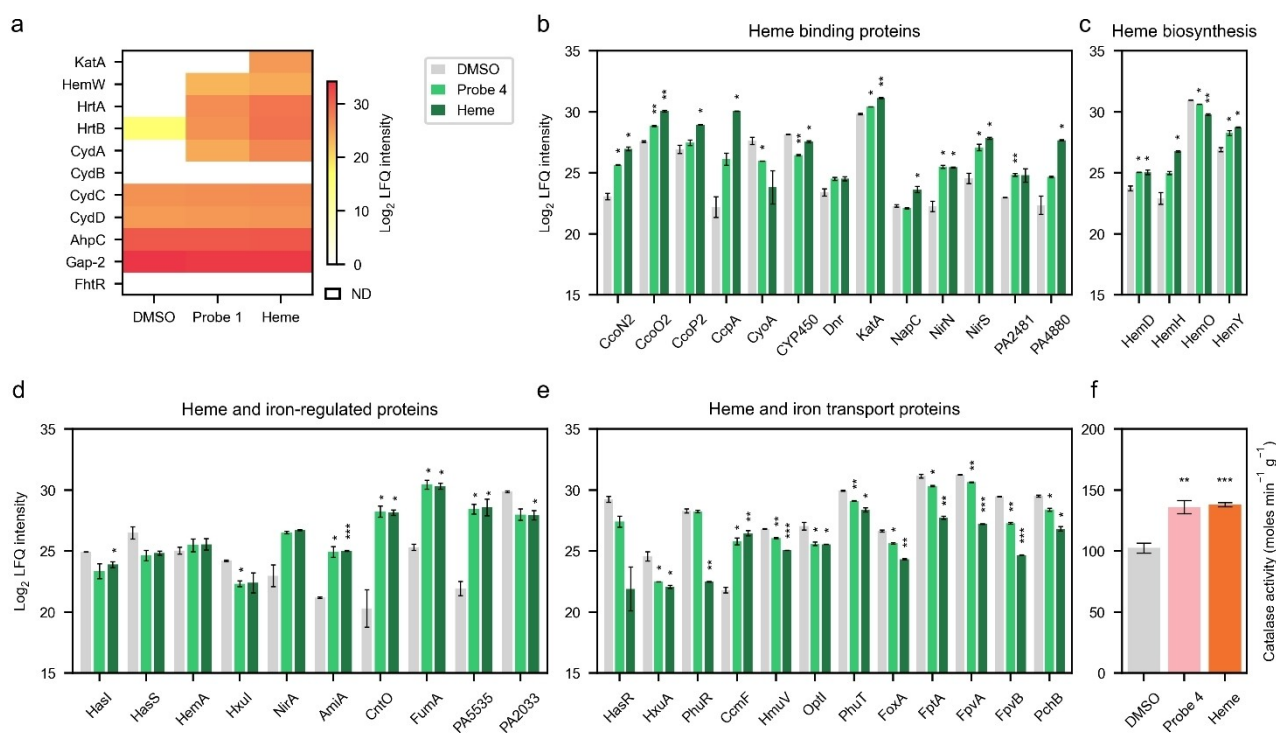 a
KatA
HemW
HrtA
HrtB
CydA
CydB
CydC
CydD
AhpC
Gap-2
FhtR
DMSO Probe 1 Heme
30
20
10
0
Log2 LFQ intensity
ND
DMSO
Probe 4
Heme
b
Heme binding proteins
Log2 LFQ intensity
35
30
25
20
15
* * ** ** * * * ** * * ** * * * * * * ** *
CcoN2 CcoO2 CcoP2 CcpA CyoA CYP450 Dnr KatA NapC NirN NirS PA2481 PA4880
c
Heme biosynthesis
35
30
25
20
15
* * * * ** * *
HemD HemH HemO HemY
d
Heme and iron-regulated proteins
Log2 LFQ intensity
35
30
25
20
15
* * * *** * * * * * * *
HasI HasS HemA HxuI NirA AmiA CntO FumA PA5535 PA2033
e
Heme and iron transport proteins
35
30
25
20
15
* * ** * ** ** *** * * ** * * ** * ** ** *** ** *** * *
HasR HxuA PhuR CcmF HmuV OptI PhuT FoxA FptA FpvA FpvB PchB
f
200
150
100
50
0
Catalase activity (moles min−1 g−1)
** ***
DMSO Probe 4 Heme